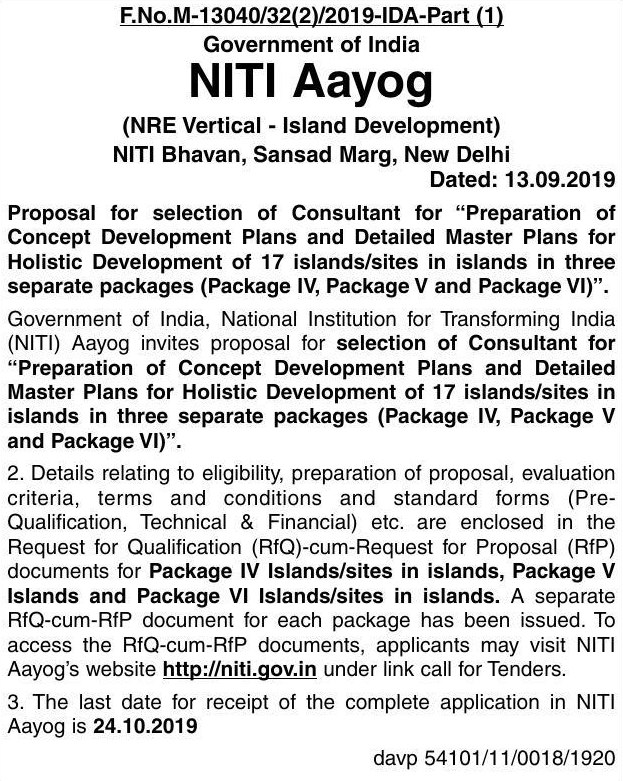 F.No.M-13040/32(2)/2019-IDA-Part (1)
Government of India
NITI Aayog
(NRE Vertical - Island Development)
NITI Bhavan, Sansad Marg, New Delhi
Dated: 13.09.2019
Proposal for selection of Consultant for “Preparation of
Concept Development Plans and Detailed Master Plans for
Holistic Development of 17 islands/sites in islands in three
separate packages (Package IV, Package V and Package VI)”.
Government of India, National Institution for Transforming India
(NITI) Aayog invites proposal for selection of Consultant for
“Preparation of Concept Development Plans and Detailed
Master Plans for Holistic Development of 17 islands/sites in
islands in three separate packages (Package IV, Package V
and Package VI)”.
2. Details relating to eligibility, preparation of proposal, evaluation
criteria, terms and conditions and standard forms (Pre-
Qualification, Technical & Financial) etc. are enclosed in the
Request for Qualification (RfQ)-cum-Request for Proposal (RfP)
documents for Package IV Islands/sites in islands, Package V
Islands and Package VI Islands/sites in islands. A separate
RfQ-cum-RfP document for each package has been issued. To
access the RfQ-cum-RfP documents, applicants may visit NITI
Aayog’s website http://niti.gov.in under link call for Tenders.
3. The last date for receipt of the complete application in NITI
Aayog is 24.10.2019
davp 54101/11/0018/1920